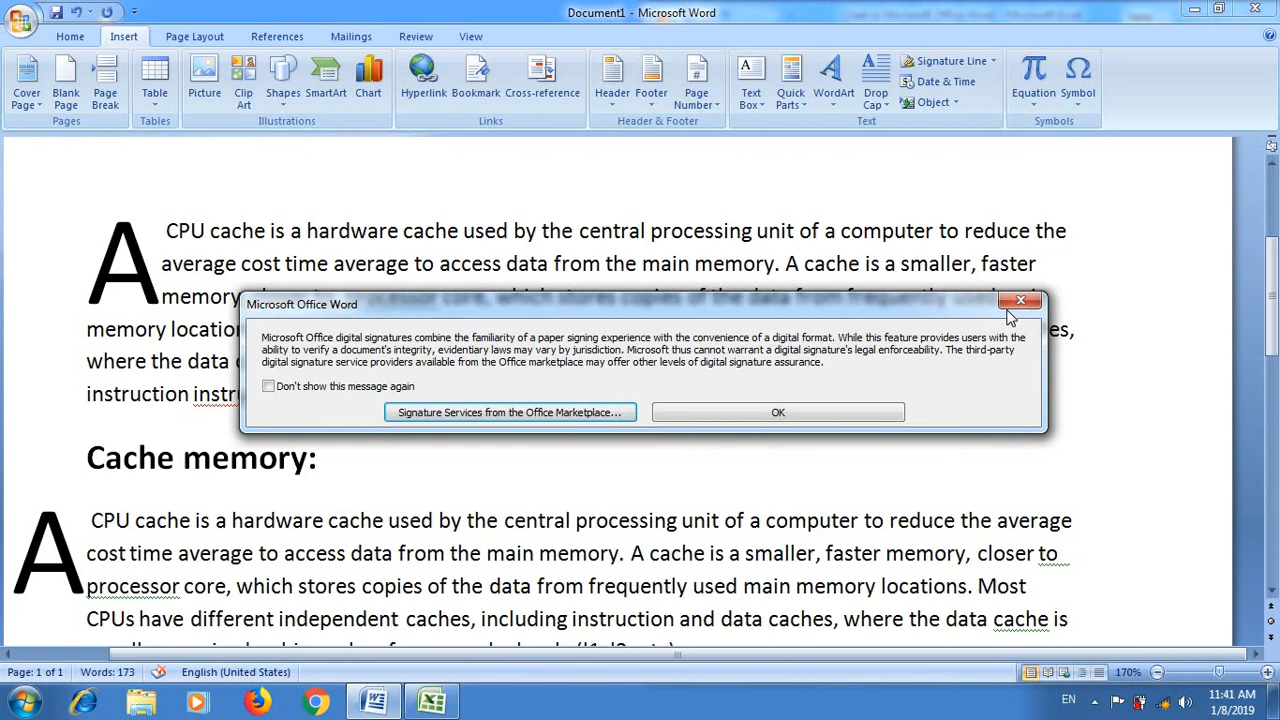 Document1 - Microsoft Word
Home Insert Page Layout References Mailings Review View
Cover Page
Blank Page
Page Break
Table
Picture
Clip Art
Shapes
SmartArt
Chart
Hyperlink
Bookmark
Cross-reference
Header
Footer
Page Number
Text Box
Quick Parts
WordArt
Drop Cap
Signature Line
Date & Time
Object
Equation
Symbol
Pages Tables Illustrations Links Header & Footer Text Symbols
A CPU cache is a hardware cache used by the central processing unit of a computer to reduce the
average cost time average to access data from the main memory. A cache is a smaller, faster
memory
memory location
where the data
instruction instr
Microsoft Office Word
Microsoft Office digital signatures combine the familiarity of a paper signing experience with the convenience of a digital format. While this feature provides users with the
ability to verify a document's integrity, evidentiary laws may vary by jurisdiction. Microsoft thus cannot warrant a digital signature's legal enforceability. The third-party
digital signature service providers available from the Office marketplace may offer other levels of digital signature assurance.
Don't show this message again
Signature Services from the Office Marketplace... OK
Cache memory:
A CPU cache is a hardware cache used by the central processing unit of a computer to reduce the average
cost time average to access data from the main memory. A cache is a smaller, faster memory, closer to
processor core, which stores copies of the data from frequently used main memory locations. Most
CPUs have different independent caches, including instruction and data caches, where the data cache is
Page: 1 of 1 Words: 173 English (United States) 170%
EN 11:41 AM
1/8/2019